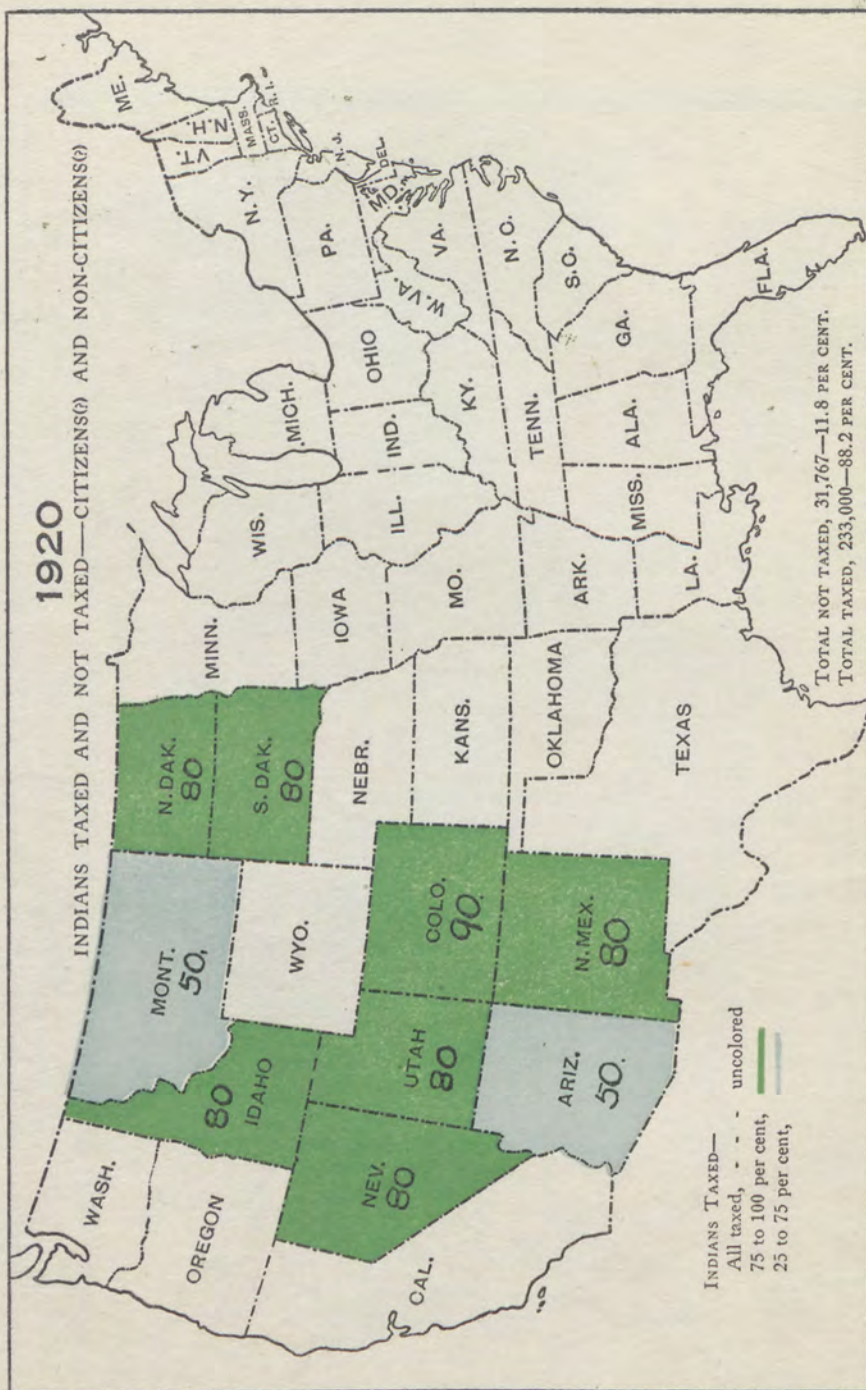 1920
INDIANS TAXED AND NOT TAXED—CITIZENS(?) AND NON-CITIZENS(?)
WASH.
OREGON
CAL.
NEV.
80
80
IDAHO
MONT.
50.
WYO.
UTAH
80
ARIZ.
50.
COLO.
90.
N.MEX.
80
N.DAK.
80
S.DAK.
80
NEBR.
KANS.
OKLAHOMA
TEXAS
MINN.
IOWA
MO.
ARK.
LA.
WIS.
ILL.
MICH.
IND.
OHIO
KY.
TENN.
MISS.
ALA.
GA.
FLA.
S.C.
N.C.
VA.
W.VA.
MD.
DEL.
PA.
N.J.
N.Y.
CT.
R.I.
MASS.
VT.
N.H.
ME.
INDIANS TAXED—
All taxed, - - - uncolored
75 to 100 per cent,
25 to 75 per cent,
TOTAL NOT TAXED, 31,767—11.8 PER CENT.
TOTAL TAXED, 233,000—88.2 PER CENT.